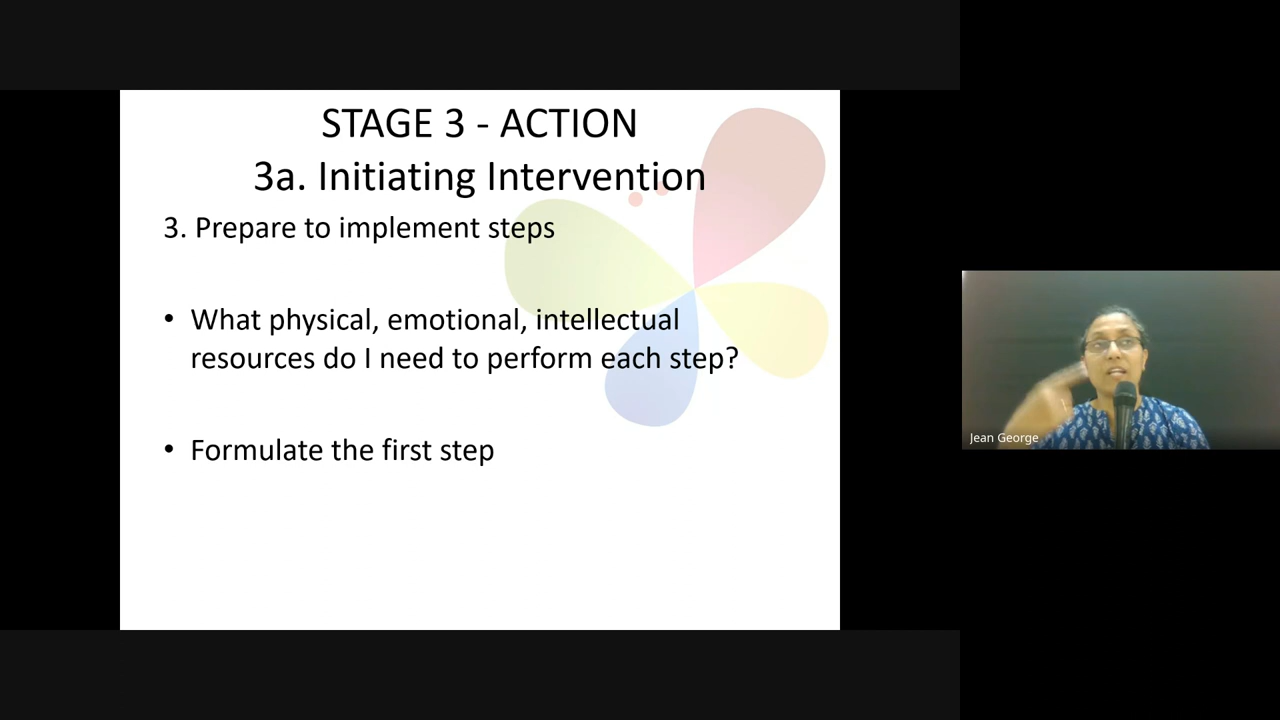 STAGE 3 - ACTION
3a. Initiating Intervention
3. Prepare to implement steps
• What physical, emotional, intellectual
resources do I need to perform each step?
• Formulate the first step
Jean George